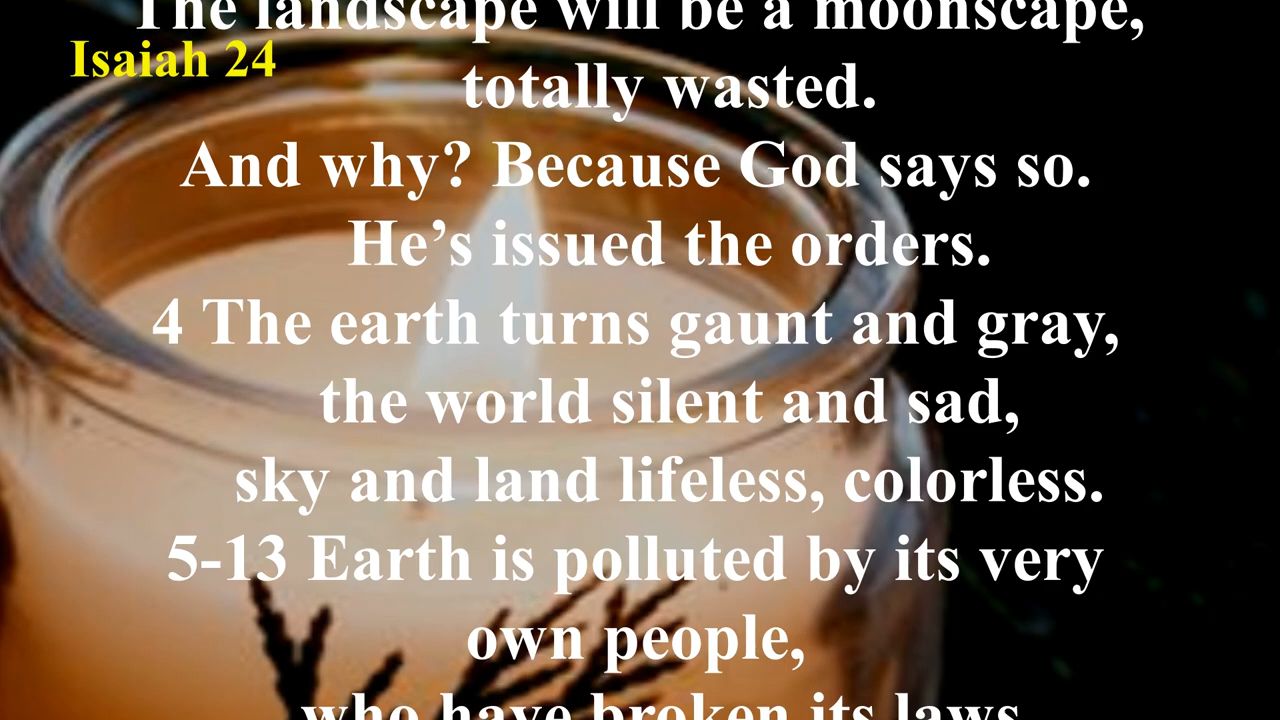 The landscape will be a moonscape,
Isaiah 24
totally wasted.
And why? Because God says so.
He’s issued the orders.
4 The earth turns gaunt and gray,
the world silent and sad,
sky and land lifeless, colorless.
5-13 Earth is polluted by its very
own people,
who have broken its laws